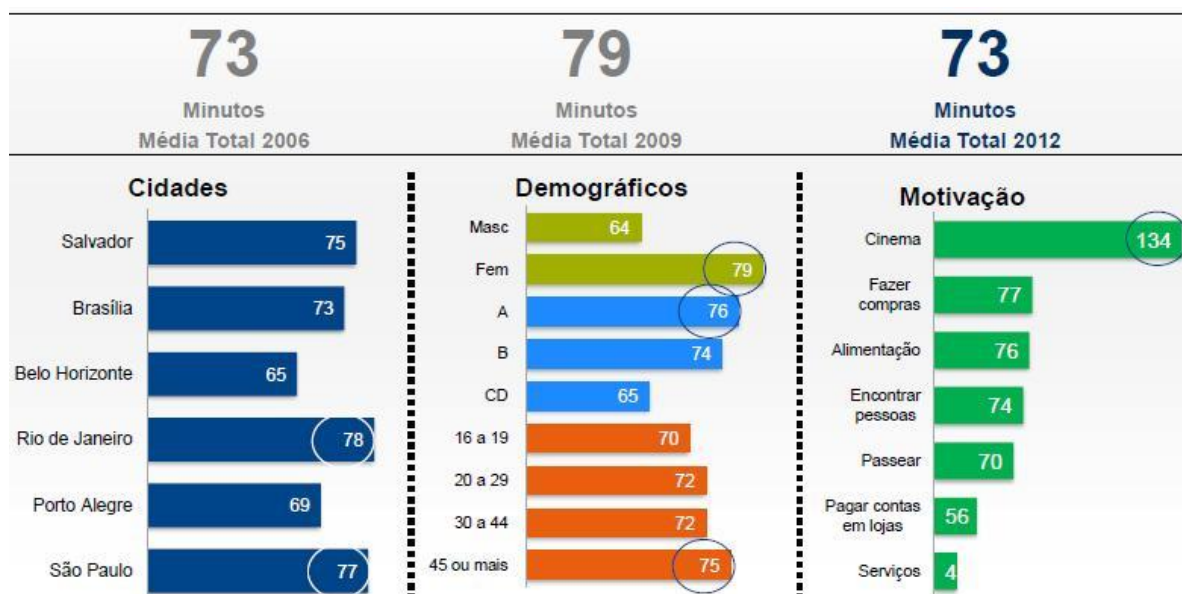 73
Minutos
Média Total 2006
79
Minutos
Média Total 2009
73
Minutos
Média Total 2012
Cidades
Salvador 75
Brasília 73
Belo Horizonte 65
Rio de Janeiro 78
Porto Alegre 69
São Paulo 77
Demográficos
Masc 64
Fem 79
A 76
B 74
CD 65
16 a 19 70
20 a 29 72
30 a 44 72
45 ou mais 75
Motivação
Cinema 134
Fazer
compras 77
Alimentação 76
Encontrar
pessoas 74
Passear 70
Pagar contas
em lojas 56
Serviços